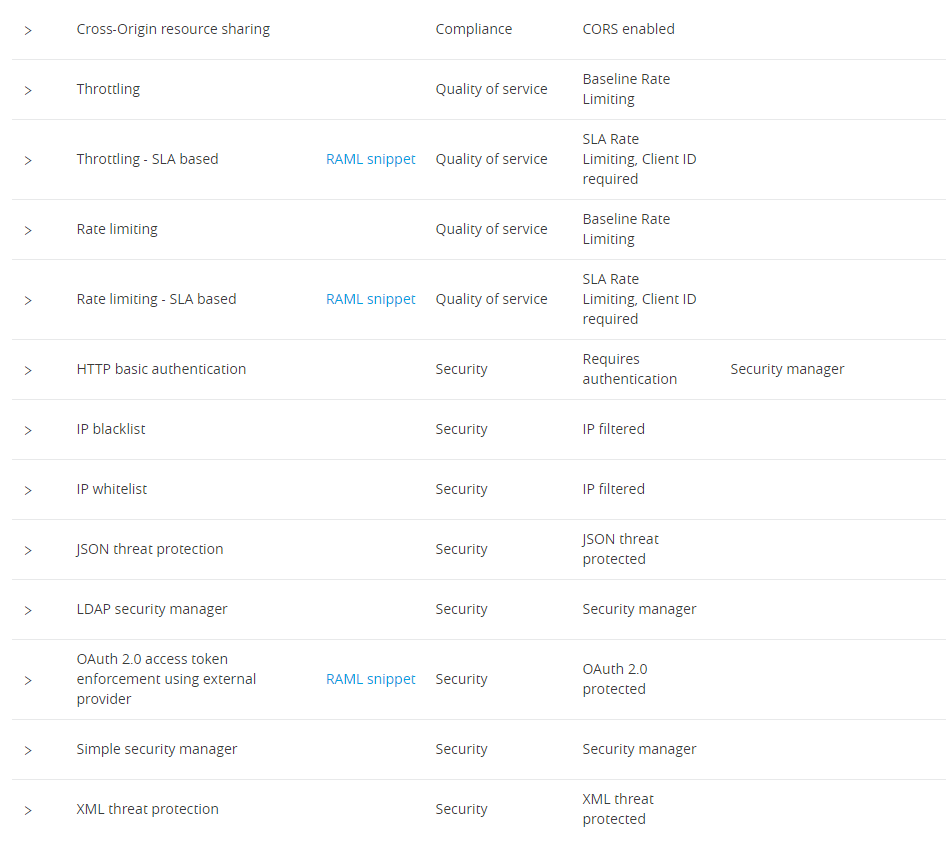 Cross-Origin resource sharing Compliance CORS enabled
Throttling Quality of service Baseline Rate
Limiting
Throttling - SLA based RAML snippet Quality of service SLA Rate
Limiting, Client ID
required
Rate limiting Quality of service Baseline Rate
Limiting
Rate limiting - SLA based RAML snippet Quality of service SLA Rate
Limiting, Client ID
required
HTTP basic authentication Security Requires
authentication Security manager
IP blacklist Security IP filtered
IP whitelist Security IP filtered
JSON threat protection Security JSON threat
protected
LDAP security manager Security Security manager
OAuth 2.0 access token
enforcement using external
provider RAML snippet Security OAuth 2.0
protected
Simple security manager Security Security manager
XML threat protection Security XML threat
protected